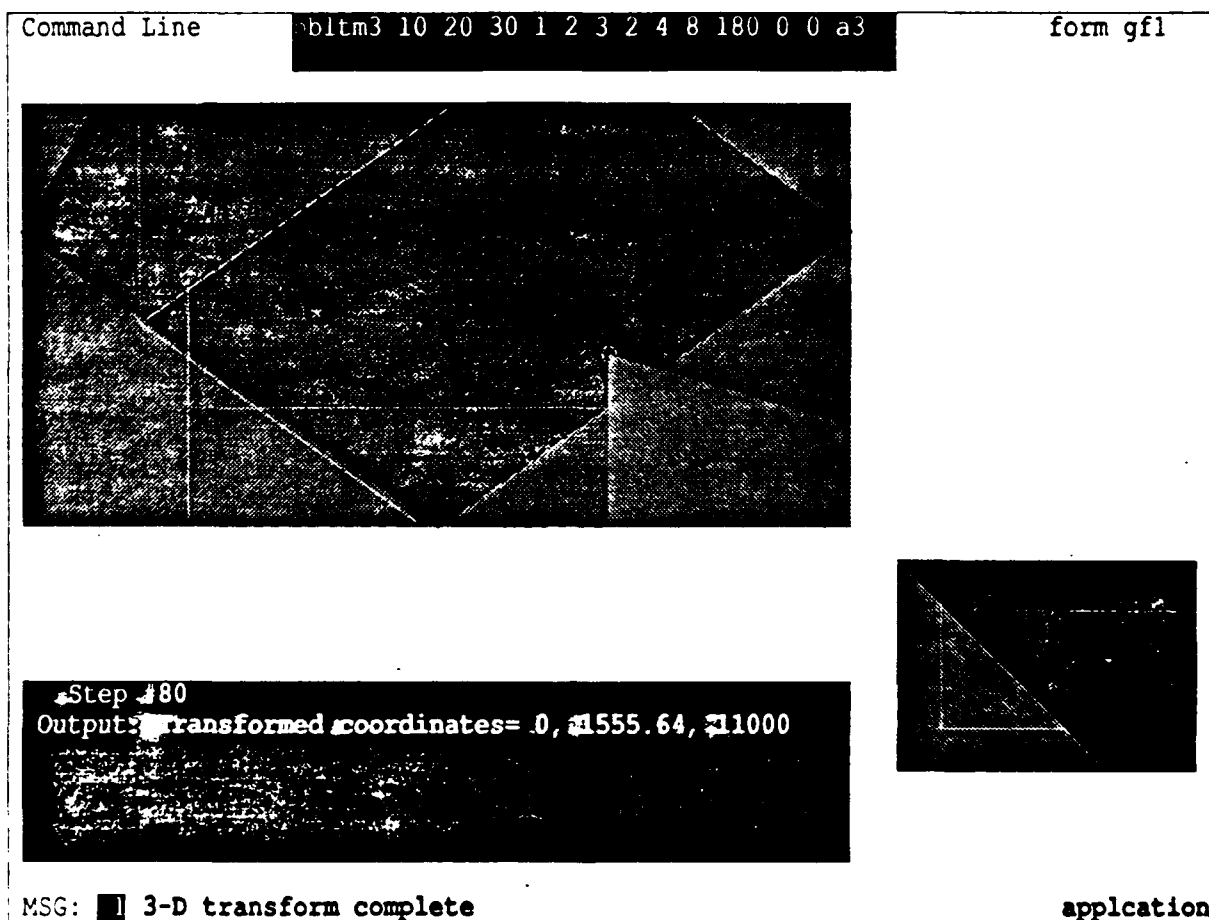 Command Line bltm3 10 20 30 1 2 3 2 4 8 180 0 0 a3 form gfl
Step #80
Output: Transformed coordinates= 0, 1555.64, 11000
MSG: 3-D transform complete applcation